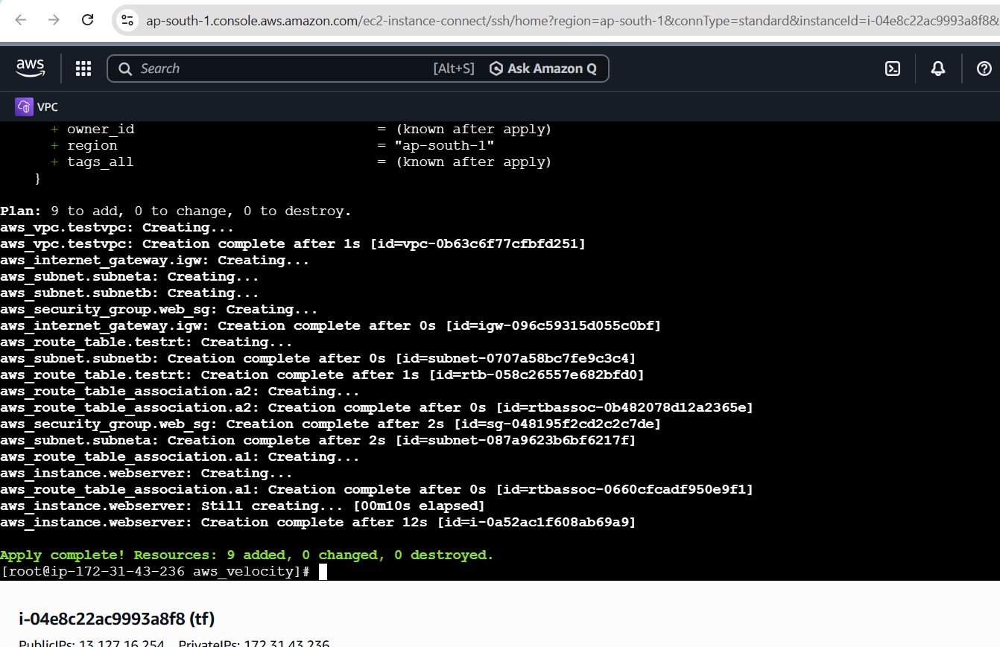 ap-south-1.console.aws.amazon.com/ec2-instance-connect/ssh/home?region=ap-south-1&connType=standard&instanceId=i-04e8c22ac9993a8f8&
aws Search [Alt+S] Ask Amazon Q
VPC
+ owner_id = (known after apply)
+ region = "ap-south-1"
+ tags_all = (known after apply)
}
Plan: 9 to add, 0 to change, 0 to destroy.
aws_vpc.testvpc: Creating...
aws_vpc.testvpc: Creation complete after 1s [id=vpc-0b63c6f77cfbfd251]
aws_internet_gateway.igw: Creating...
aws_subnet.subneta: Creating...
aws_subnet.subnetb: Creating...
aws_security_group.web_sg: Creating...
aws_internet_gateway.igw: Creation complete after 0s [id=igw-096c59315d055c0bf]
aws_route_table.testrt: Creating...
aws_subnet.subnetb: Creation complete after 0s [id=subnet-0707a58bc7fe9c3c4]
aws_route_table.testrt: Creation complete after 1s [id=rtb-058c26557e682bfd0]
aws_route_table_association.a2: Creating...
aws_route_table_association.a2: Creation complete after 0s [id=rtbassoc-0b482078d12a2365e]
aws_security_group.web_sg: Creation complete after 2s [id=sg-048195f2cd2c2c7de]
aws_subnet.subneta: Creation complete after 2s [id=subnet-087a9623b6bf6217f]
aws_route_table_association.a1: Creating...
aws_instance.webserver: Creating...
aws_route_table_association.a1: Creation complete after 0s [id=rtbassoc-0660cfcadf950e9f1]
aws_instance.webserver: Still creating... [00m10s elapsed]
aws_instance.webserver: Creation complete after 12s [id=i-0a52ac1f608ab69a9]
Apply complete! Resources: 9 added, 0 changed, 0 destroyed.
[root@ip-172-31-43-236 aws_velocity]#
i-04e8c22ac9993a8f8 (tf)
PublicIPs: 13.127.16.254 PrivateIPs: 172.31.43.236